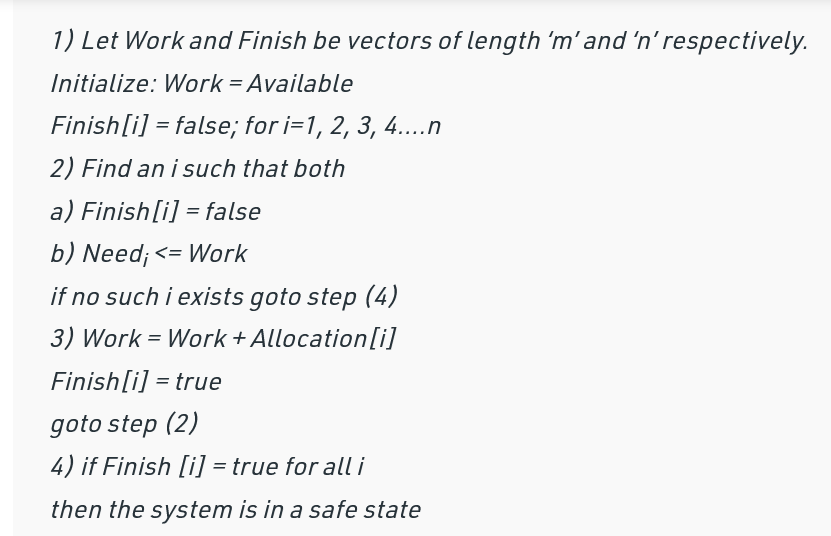 1) Let Work and Finish be vectors of length ‘m’ and ‘n’ respectively.
Initialize: Work = Available
Finish[i] = false; for i=1, 2, 3, 4....n
2) Find an i such that both
a) Finish[i] = false
b) Needi <= Work
if no such i exists goto step (4)
3) Work = Work + Allocation[i]
Finish[i] = true
goto step (2)
4) if Finish [i] = true for all i
then the system is in a safe state